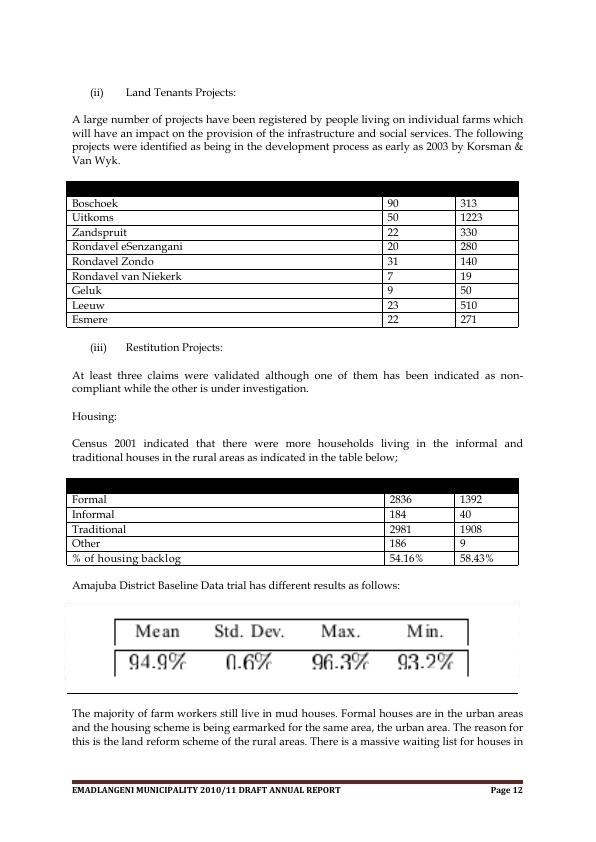 (ii) Land Tenants Projects:
A large number of projects have been registered by people living on individual farms which
will have an impact on the provision of the infrastructure and social services. The following
projects were identified as being in the development process as early as 2003 by Korsman &
Van Wyk.
Boschoek 90 313
Uitkoms 50 1223
Zandspruit 22 330
Rondavel eSenzangani 20 280
Rondavel Zondo 31 140
Rondavel van Niekerk 7 19
Geluk 9 50
Leeuw 23 510
Esmere 22 271
(iii) Restitution Projects:
At least three claims were validated although one of them has been indicated as non-
compliant while the other is under investigation.
Housing:
Census 2001 indicated that there were more households living in the informal and
traditional houses in the rural areas as indicated in the table below;
Formal 2836 1392
Informal 184 40
Traditional 2981 1908
Other 186 9
% of housing backlog 54.16% 58.43%
Amajuba District Baseline Data trial has different results as follows:
Mean Std. Dev. Max. Min.
94.9% 0.6% 96.3% 93.2%
The majority of farm workers still live in mud houses. Formal houses are in the urban areas
and the housing scheme is being earmarked for the same area, the urban area. The reason for
this is the land reform scheme of the rural areas. There is a massive waiting list for houses in
EMADLANGENI MUNICIPALITY 2010/11 DRAFT ANNUAL REPORT Page 12